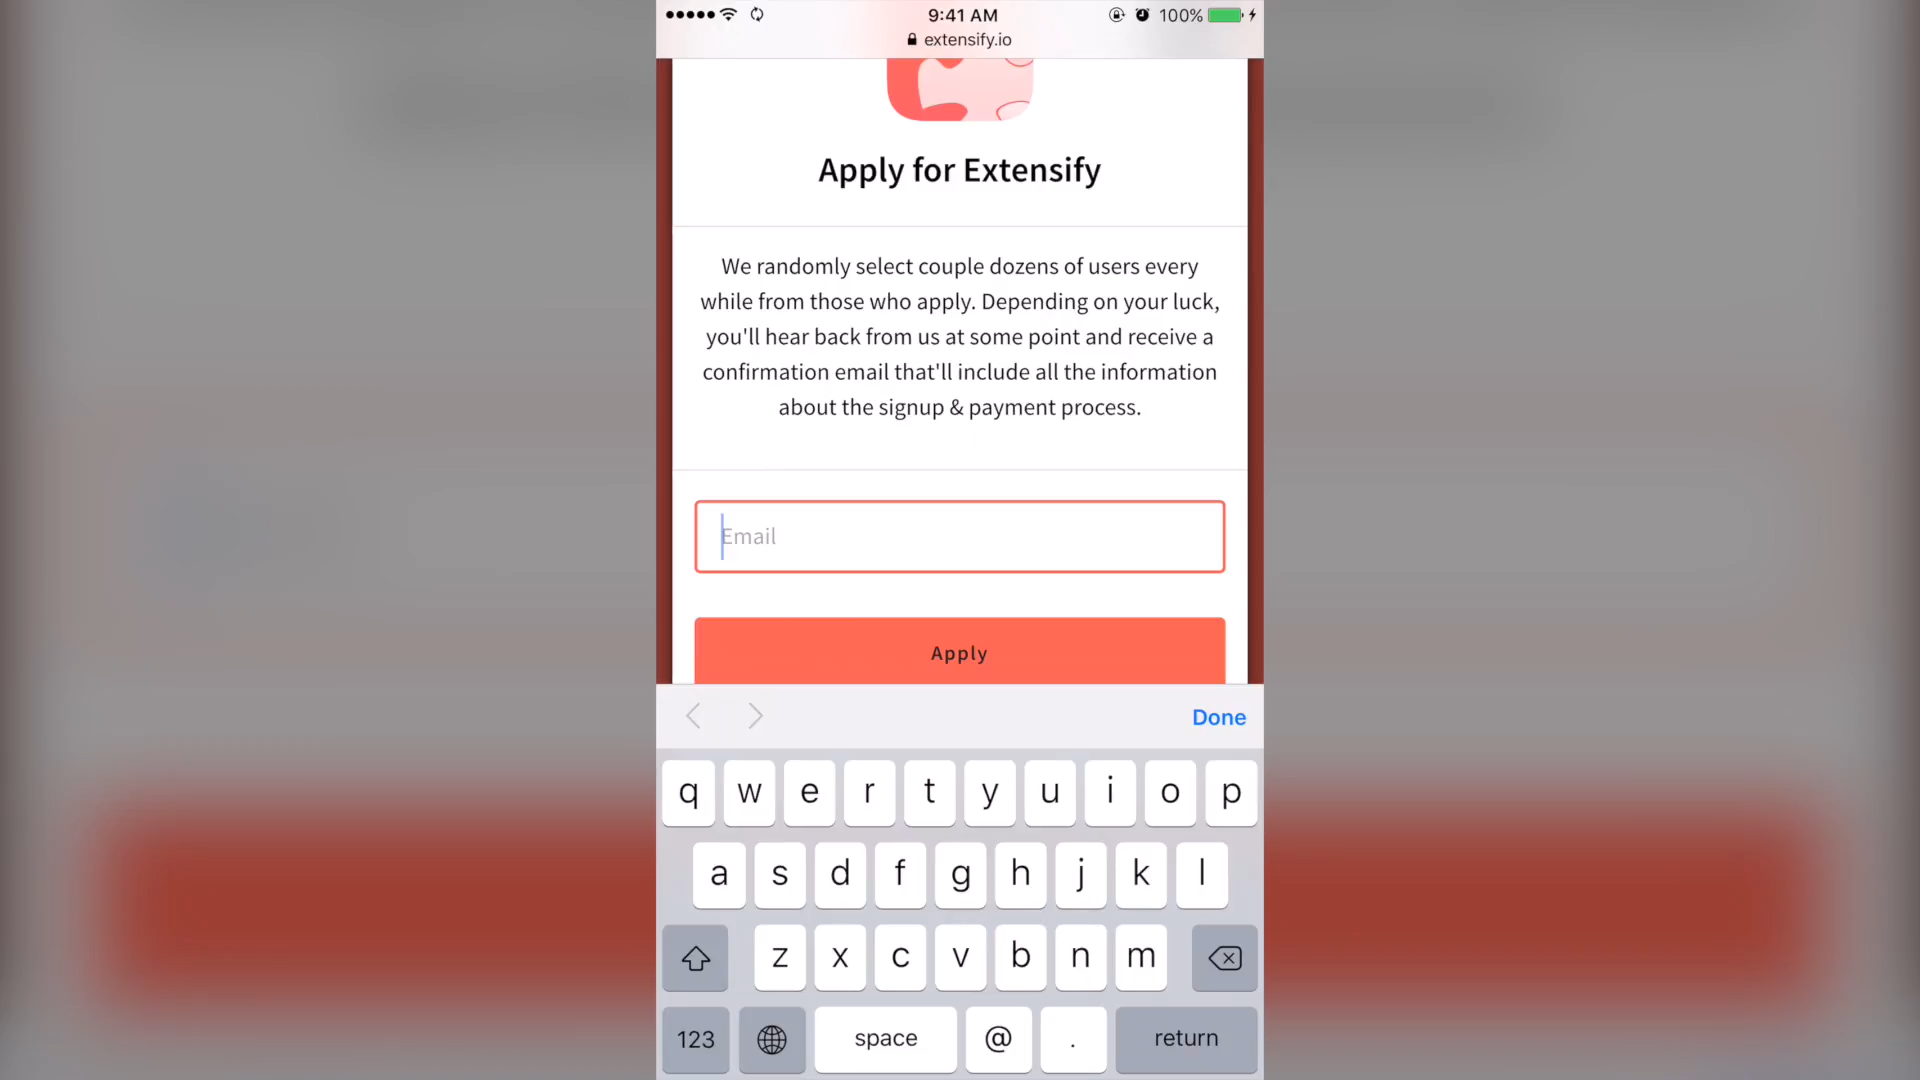 9:41 AM
100%
extensify.io
Apply for Extensify
We randomly select couple dozens of users every
while from those who apply. Depending on your luck,
you'll hear back from us at some point and receive a
confirmation email that'll include all the information
about the signup & payment process.
Email
Apply
Done
q w e r t y u i o p
a s d f g h j k l
z x c v b n m
123 space @ . return